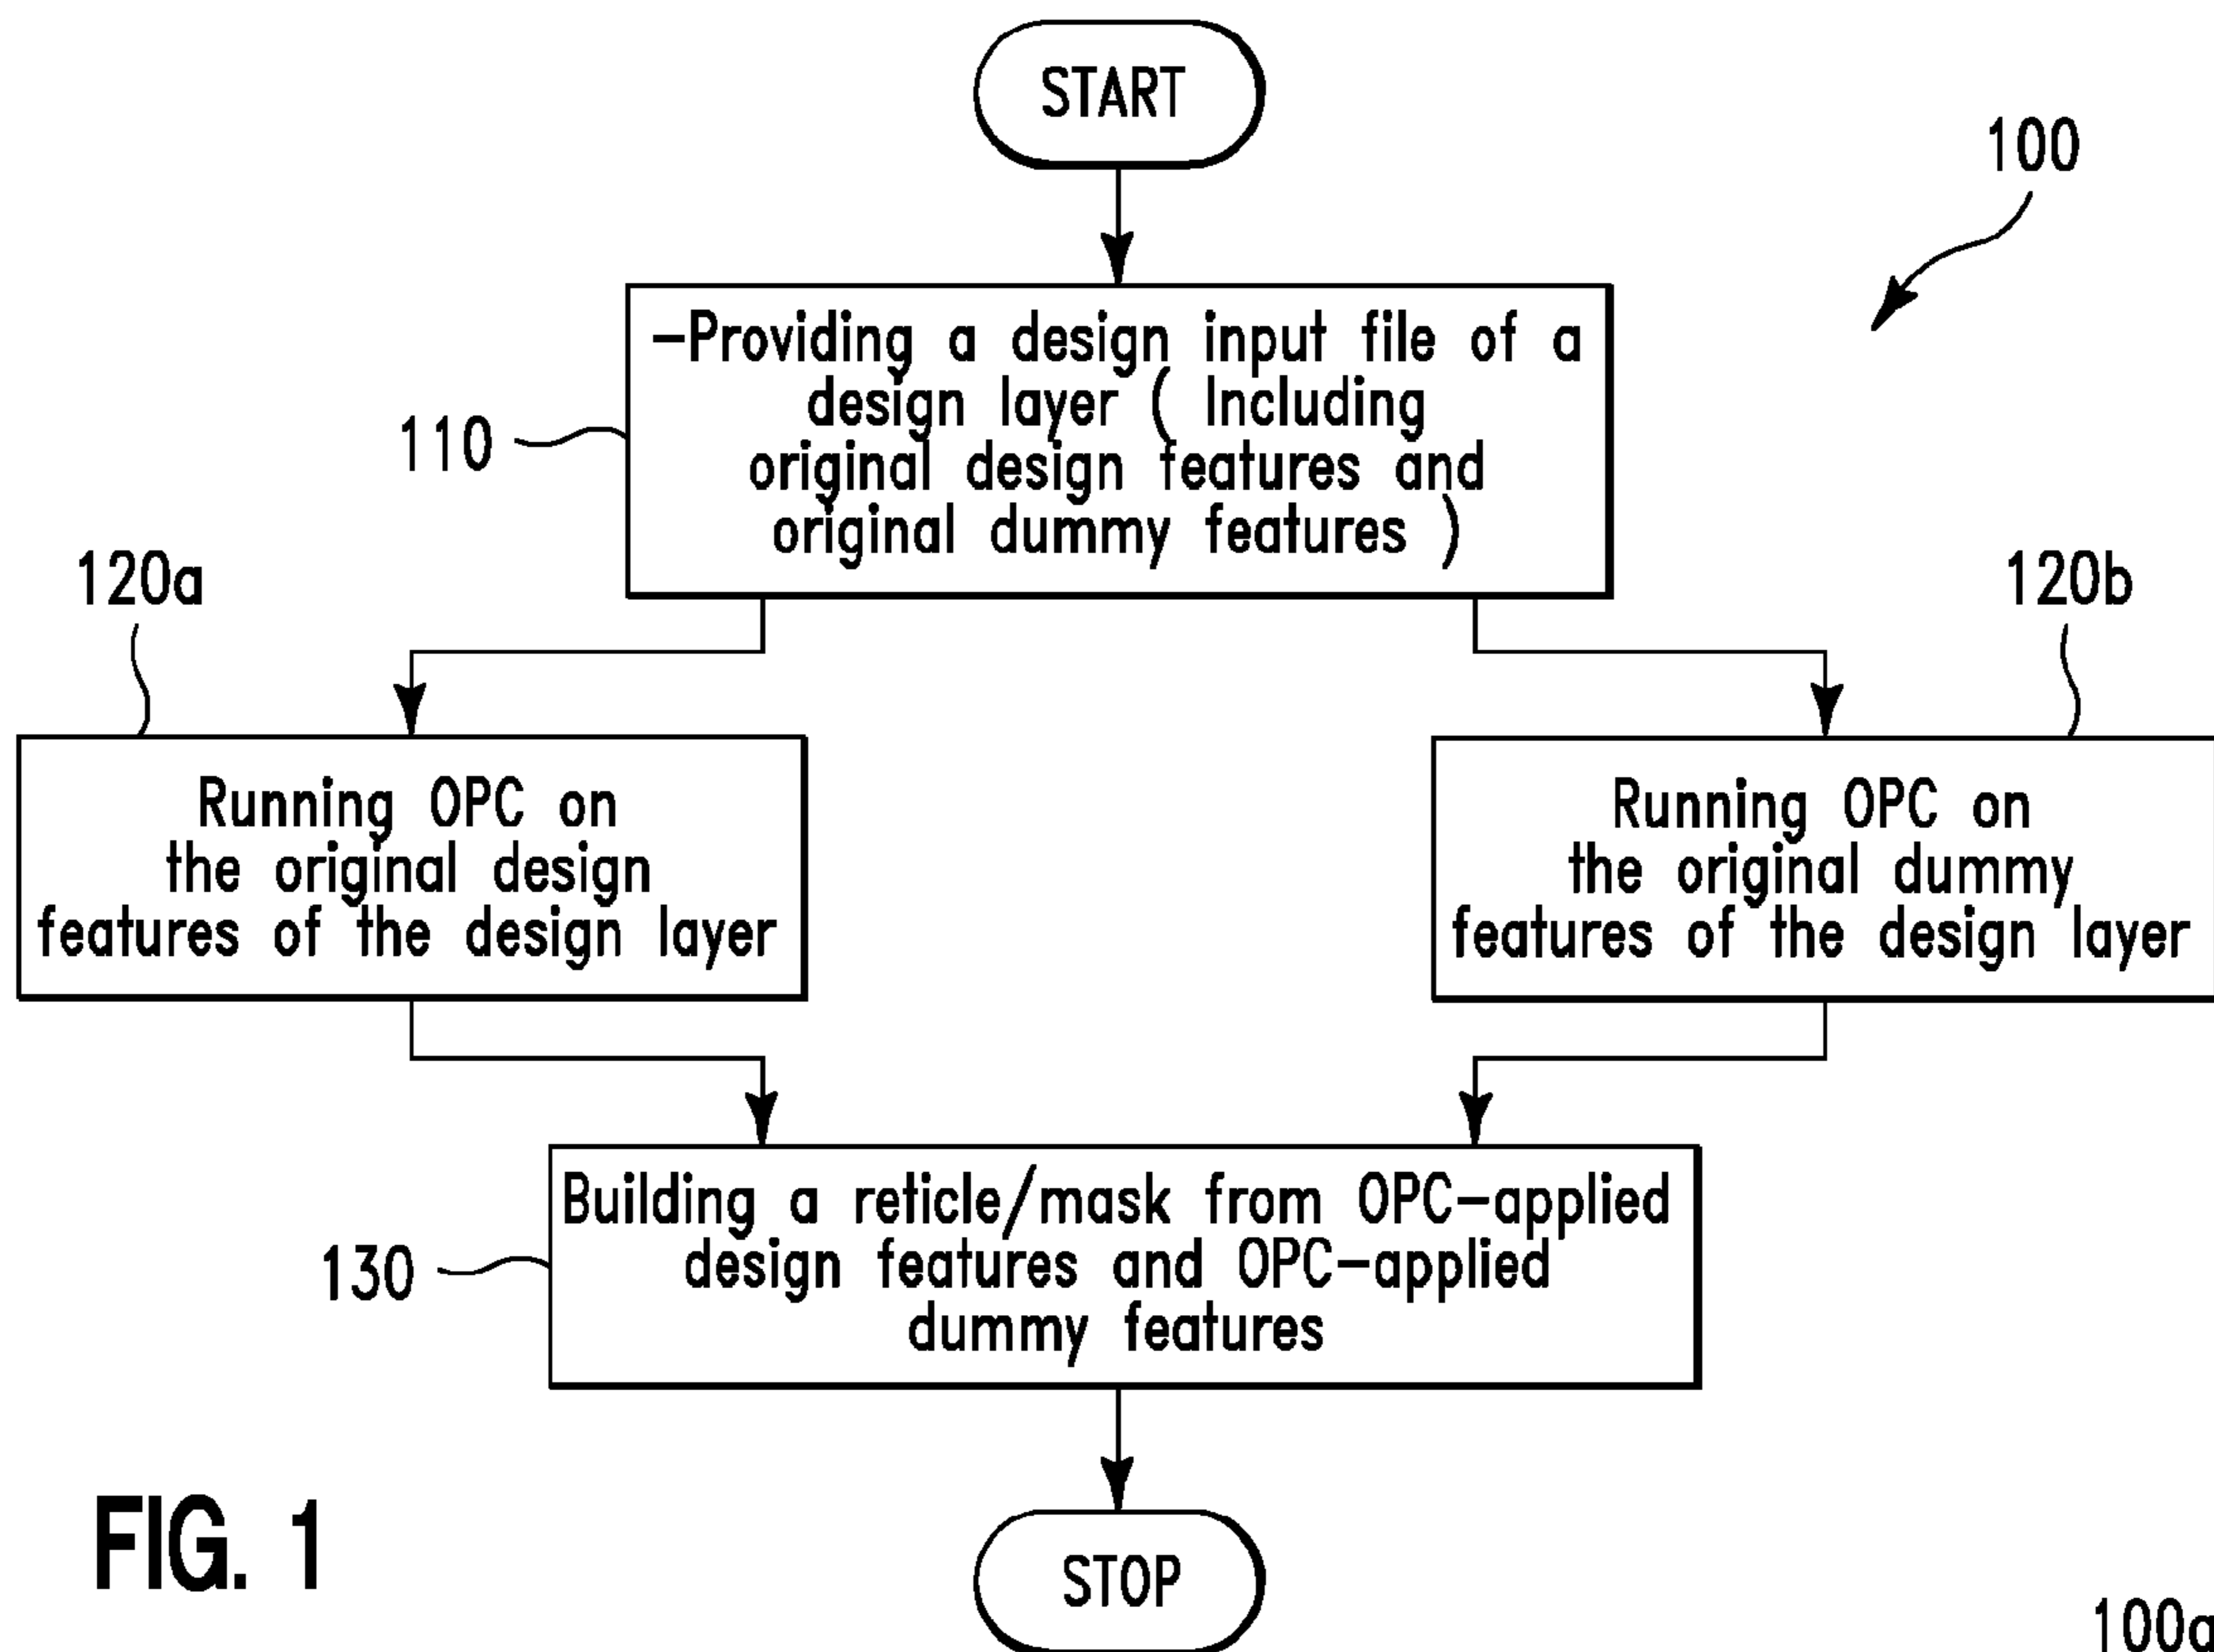 START
100
-Providing a design input file of a
design layer ( Including
original design features and
original dummy features )
110
120a
120b
Running OPC on
the original design
features of the design layer
Running OPC on
the original dummy
features of the design layer
Building a reticle/mask from OPC-applied
design features and OPC-applied
dummy features
130
STOP
FIG. 1
100a